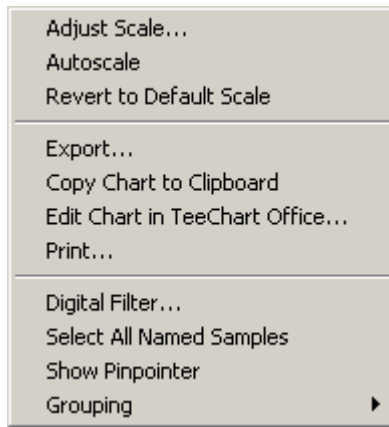 Adjust Scale...
Autoscale
Revert to Default Scale
Export...
Copy Chart to Clipboard
Edit Chart in TeeChart Office...
Print...
Digital Filter...
Select All Named Samples
Show Pinpointer
Grouping